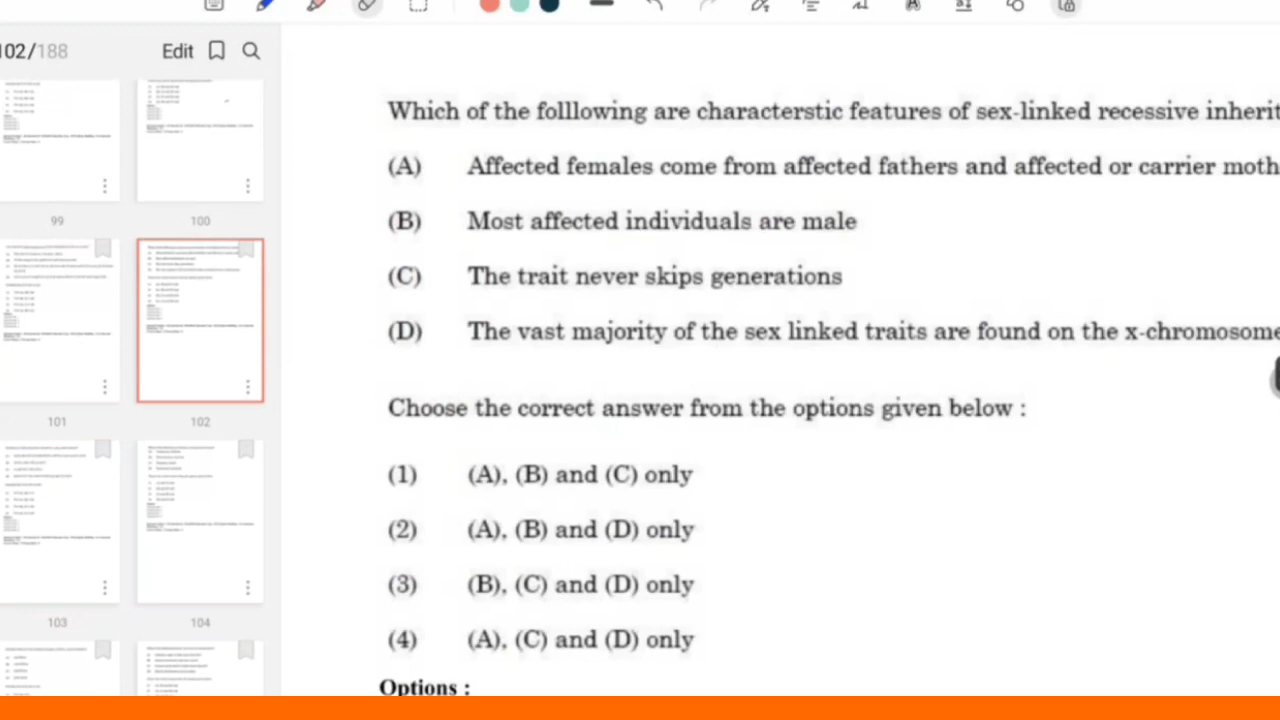 102/188
Edit
99
100
101
102
103
104
Which of the folllowing are characterstic features of sex-linked recessive
(A) Affected females come from affected fathers and affected or carrier
(B) Most affected individuals are male
(C) The trait never skips generations
(D) The vast majority of the sex linked traits are found on the x-chromosome
Choose the correct answer from the options given below :
(1) (A), (B) and (C) only
(2) (A), (B) and (D) only
(3) (B), (C) and (D) only
(4) (A), (C) and (D) only
Options :